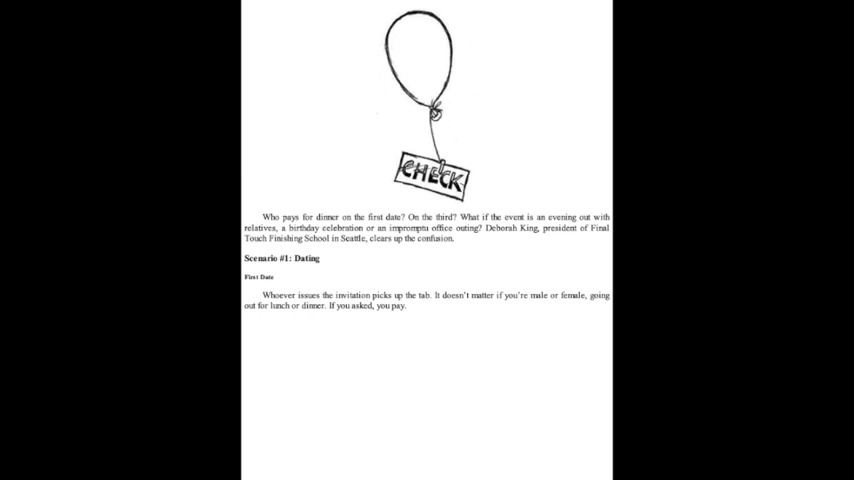 CHECK
Who pays for dinner on the first date? On the third? What if the event is an evening out with
relatives, a birthday celebration or an impromptu office outing? Deborah King, president of Final
Touch Finishing School in Seattle, clears up the confusion.
Scenario #1: Dating
First Date
Whoever issues the invitation picks up the tab. It doesn't matter if you're male or female, going
out for lunch or dinner. If you asked, you pay.